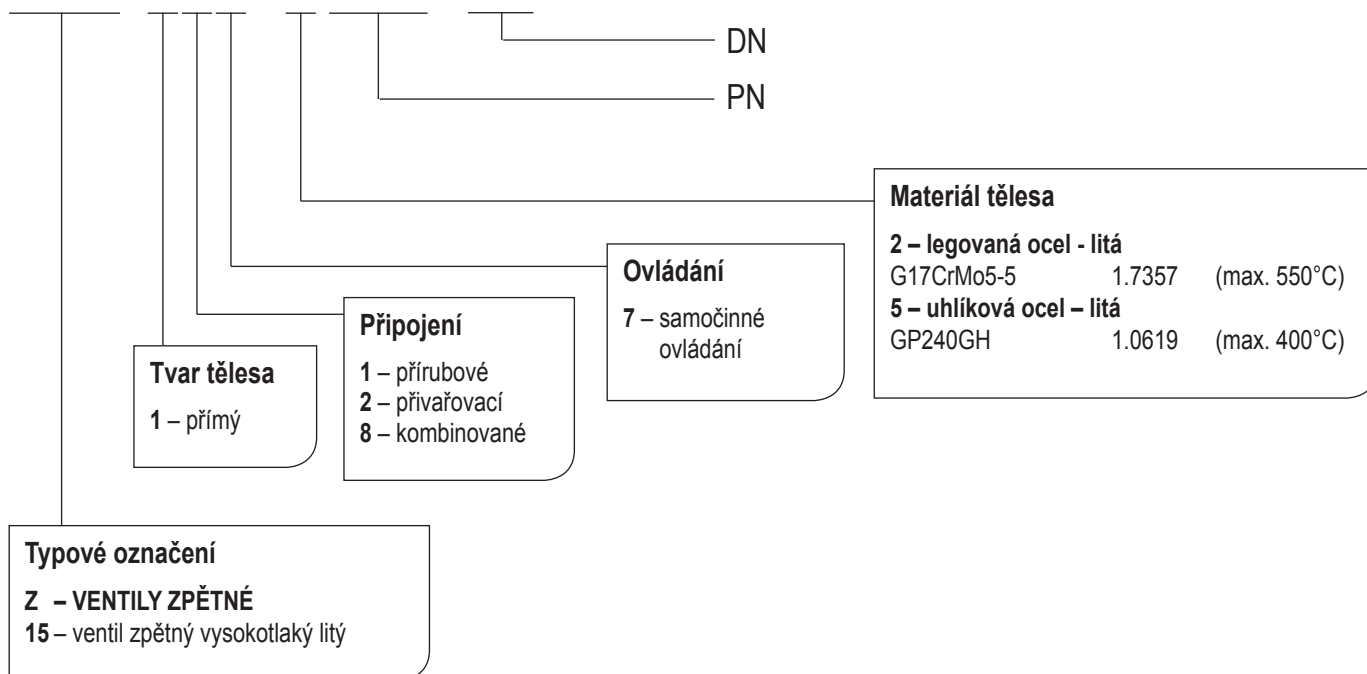 DN
PN
Materiál tělesa
2 – legovaná ocel - litá
G17CrMo5-5 1.7357 (max. 550°C)
5 – uhlíková ocel – litá
GP240GH 1.0619 (max. 400°C)
Ovládání
7 – samočinné
ovládání
Připojení
1 – přírubové
2 – přivařovací
8 – kombinované
Tvar tělesa
1 – přímý
Typové označení
Z – VENTILY ZPĚTNÉ
15 – ventil zpětný vysokotlaký litý